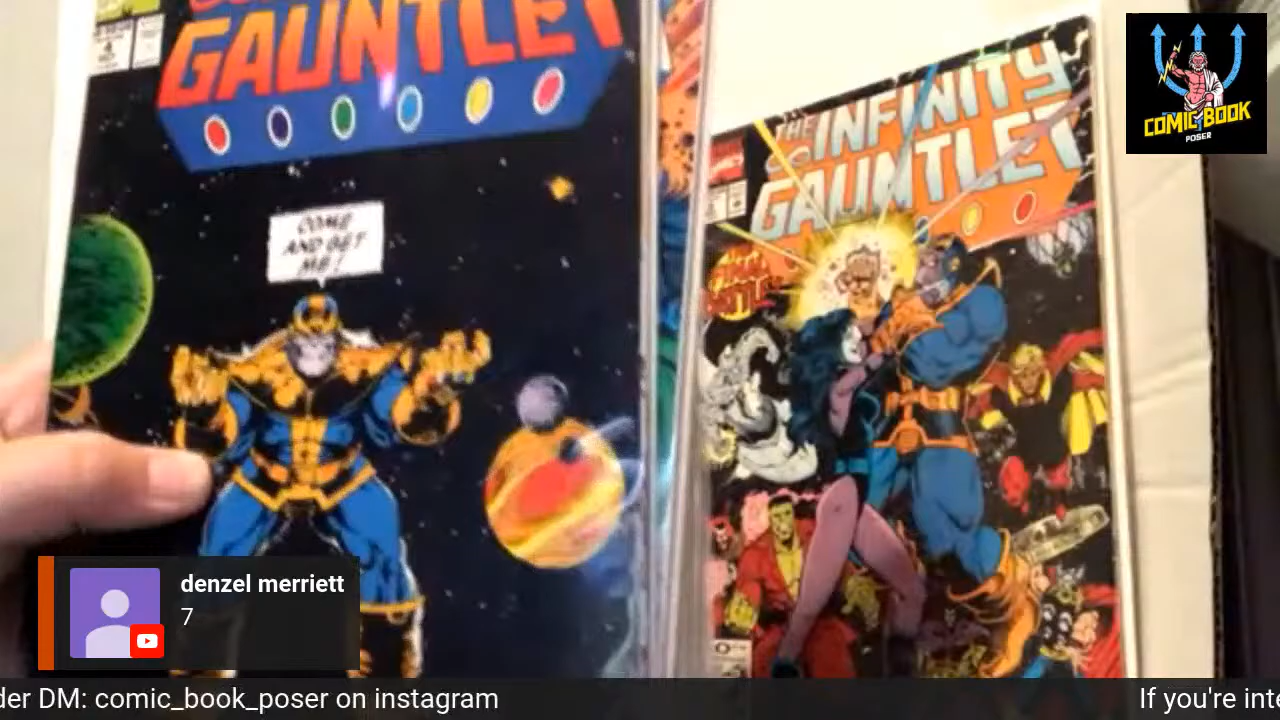 GAUNTLET
COME
AND GET
ME!
THE INFINITY
GAUNTLET
COMIC BOOK
POSER
denzel merriett
7
der DM: comic_book_poser on instagram
If you're inte